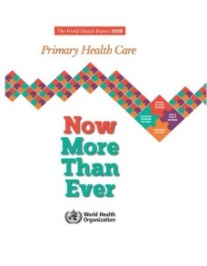 The World Health Report 2008
Primary Health Care
Now
More
Than
Ever
World Health
Organization